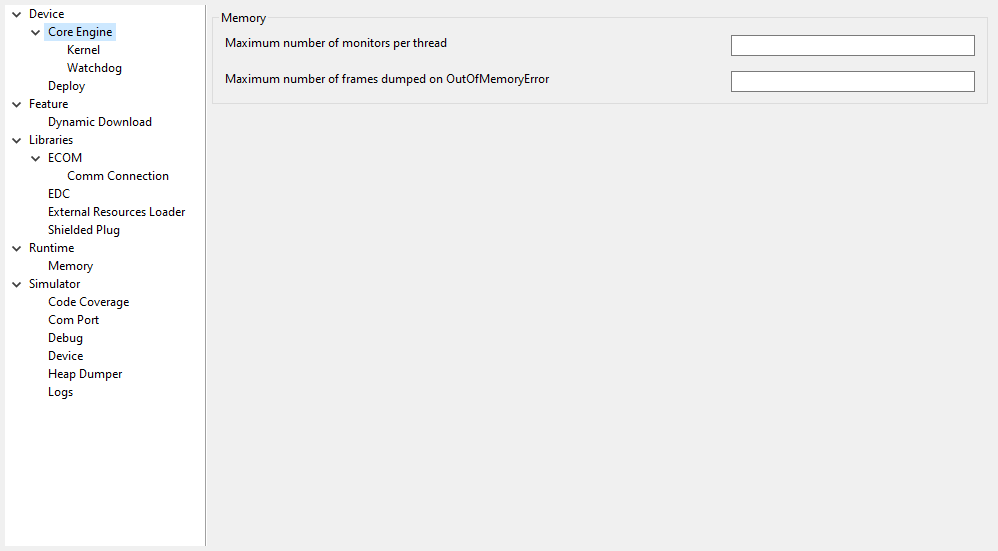 Device
Core Engine
Kernel
Watchdog
Deploy
Feature
Dynamic Download
Libraries
ECOM
Comm Connection
EDC
External Resources Loader
Shielded Plug
Runtime
Memory
Simulator
Code Coverage
Com Port
Debug
Device
Heap Dumper
Logs
Memory
Maximum number of monitors per thread
Maximum number of frames dumped on OutOfMemoryError